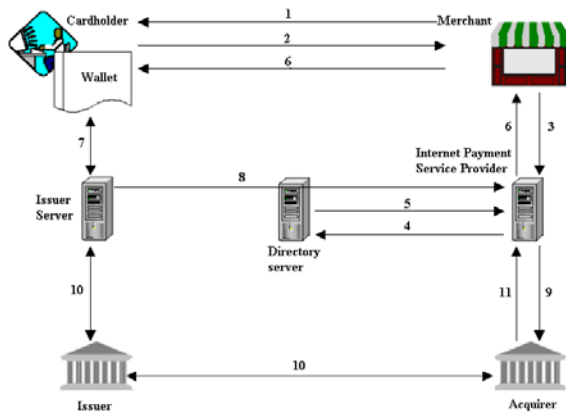 Cardholder
1
Merchant
2
Wallet
6
7
6
3
Internet Payment
Service Provider
Issuer
Server
8
5
4
Directory
server
10
11
9
10
Issuer
Acquirer